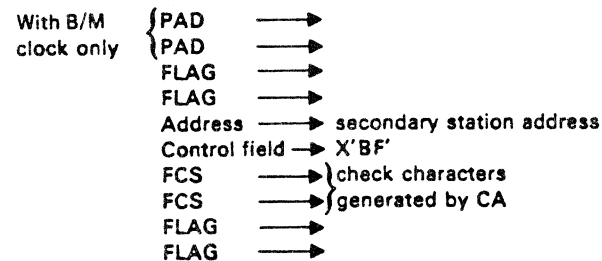 With B/M PAD
clock only PAD
FLAG
FLAG
Address secondary station address
Control field X'BF'
FCS check characters
FCS generated by CA
FLAG
FLAG